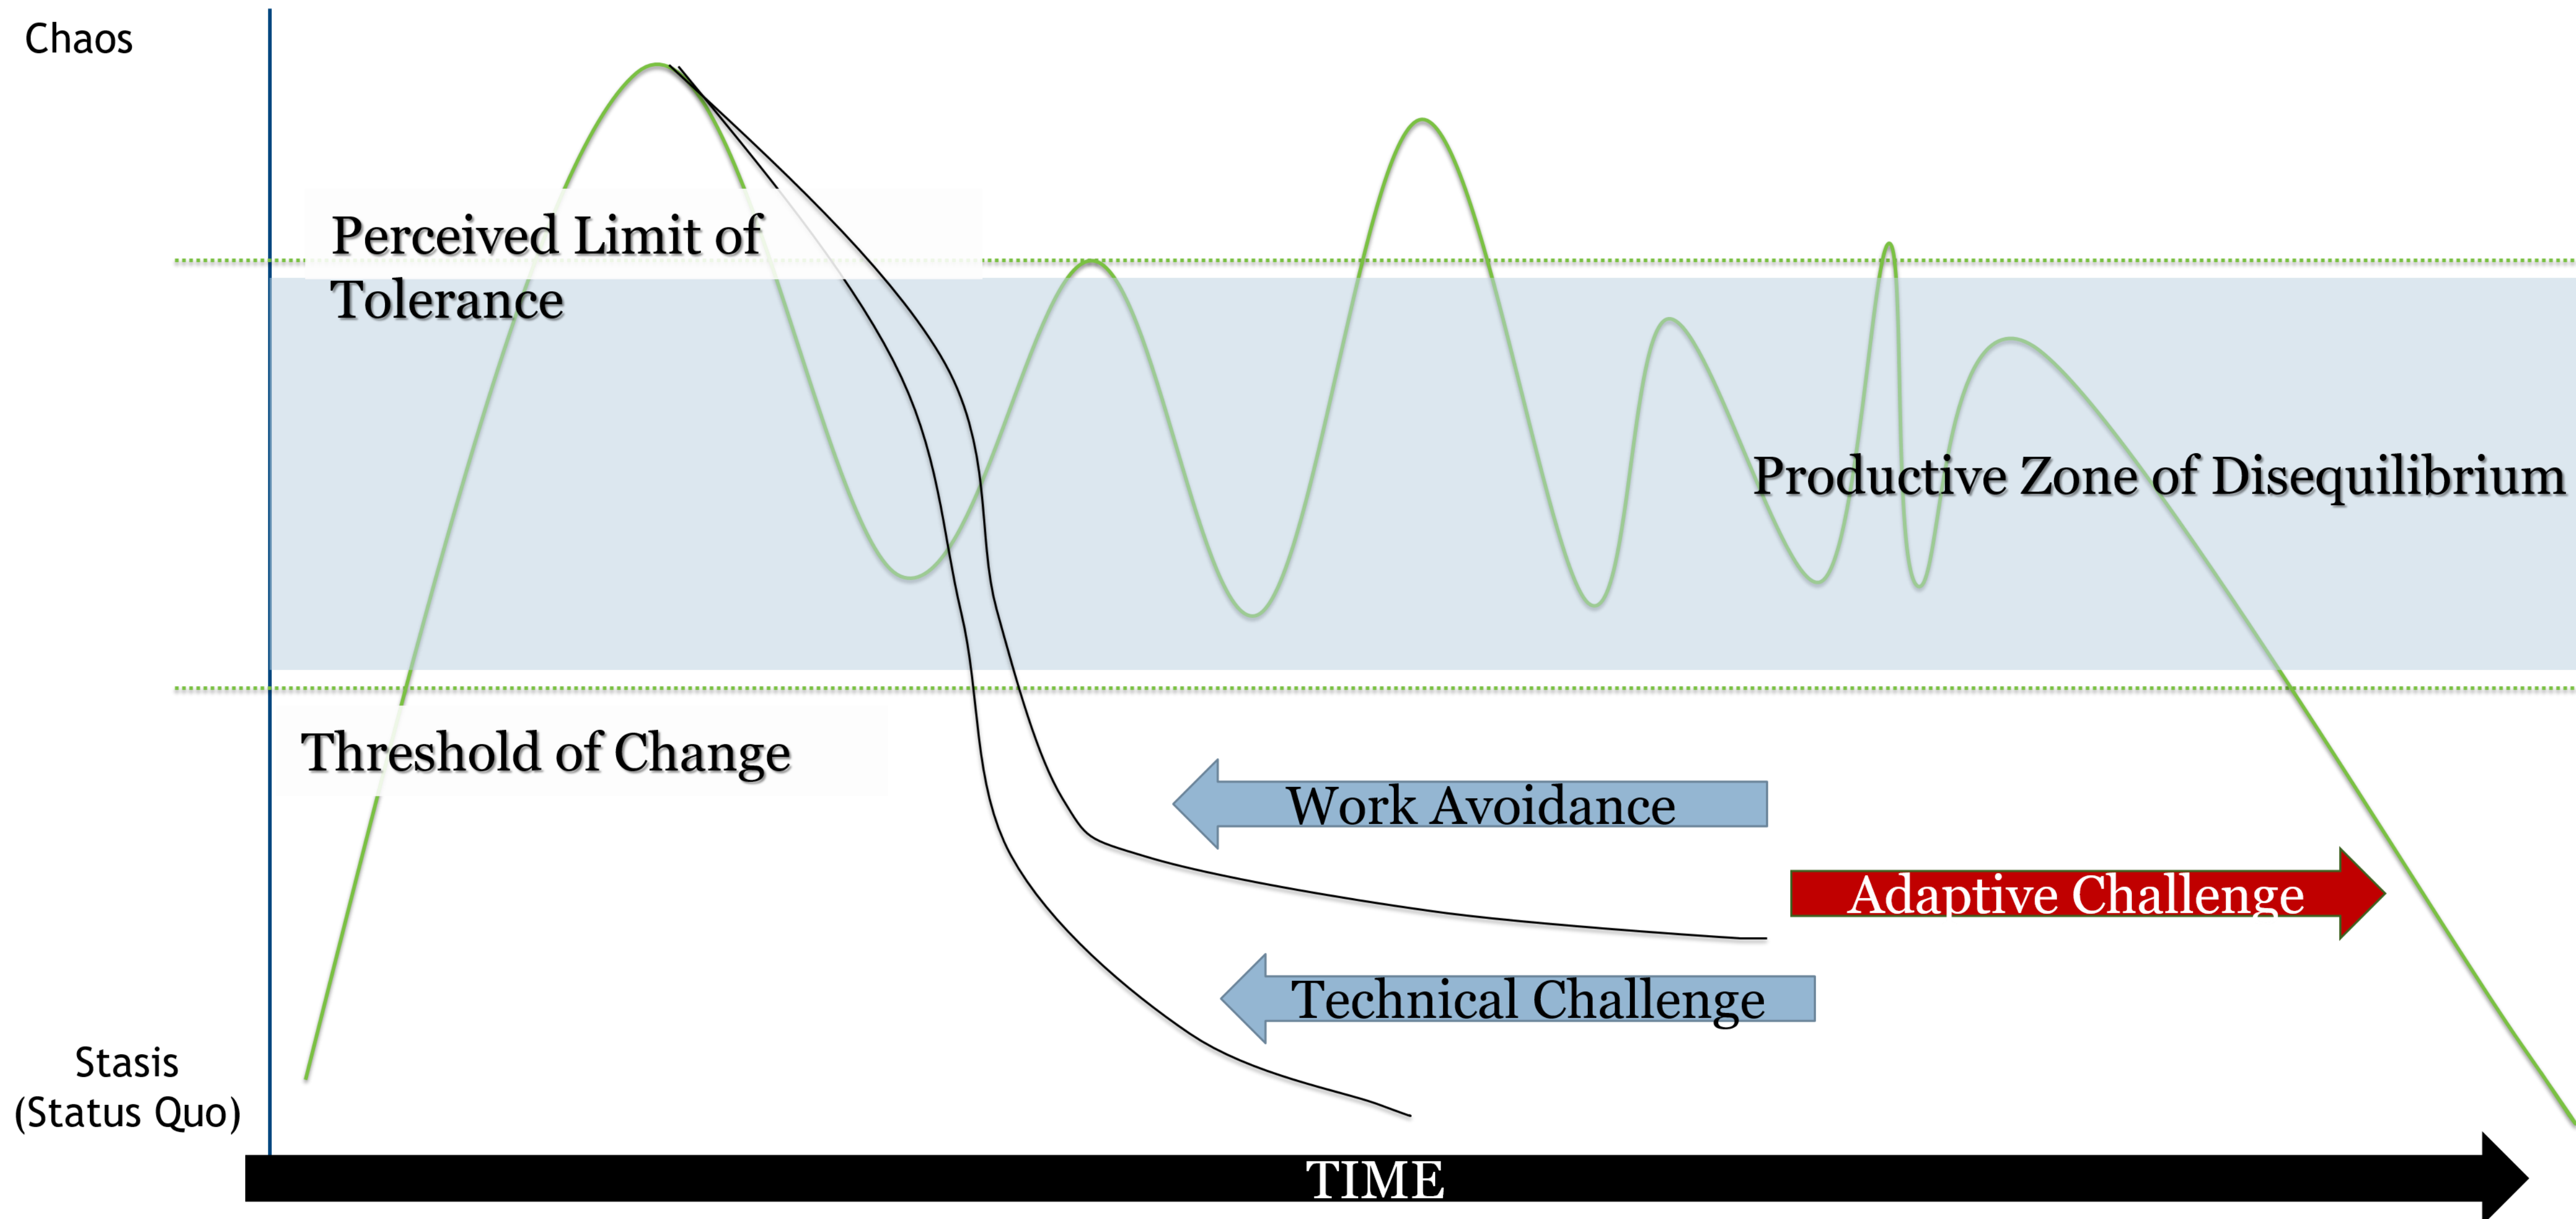 Chaos
Perceived Limit of
Tolerance
Productive Zone of Disequilibrium
Threshold of Change
Work Avoidance
Adaptive Challenge
Technical Challenge
Stasis
(Status Quo)
TIME